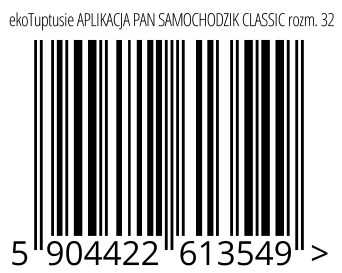 ekoTuptusie APLIKACJA PAN SAMOCHODZIK CLASSIC rozm. 32
5 904422 613549 >